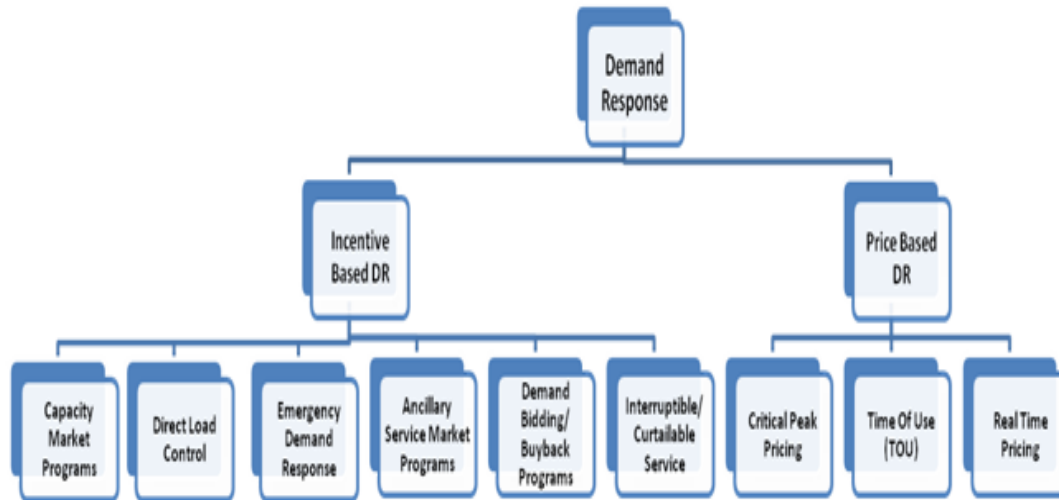 Demand
Response
Incentive
Based DR
Price Based
DR
Capacity
Market
Programs
Direct Load
Control
Emergency
Demand
Response
Ancillary
Service Market
Programs
Demand
Bidding/
Buyback
Programs
Interruptible/
Curtailable
Service
Critical Peak
Pricing
Time Of Use
(TOU)
Real Time
Pricing